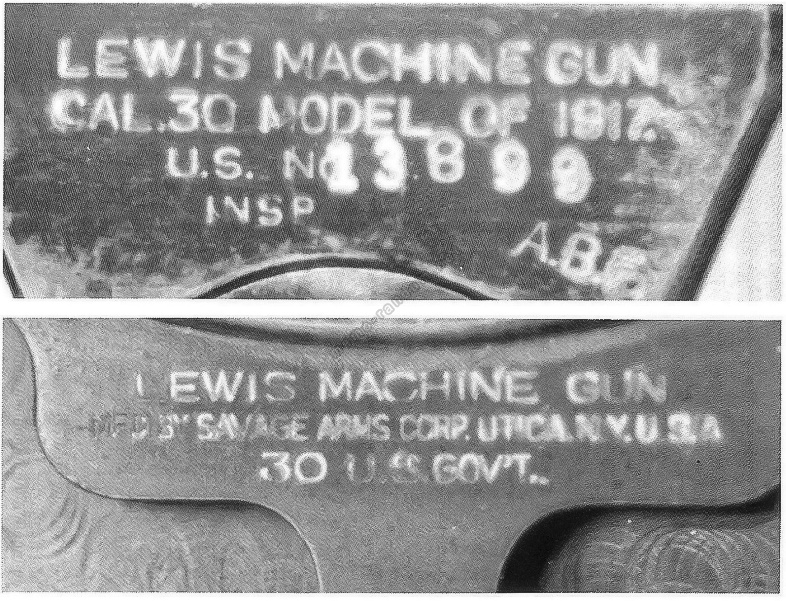 LEWIS MACHINE GUN
CAL.30 MODEL OF 1917.
U.S. No 13899
INSP
A.B.
LEWIS MACHINE GUN
MF'D BY SAVAGE ARMS CORP. UTICA. N.Y. U.S.A
30 U.S. GOV'T..